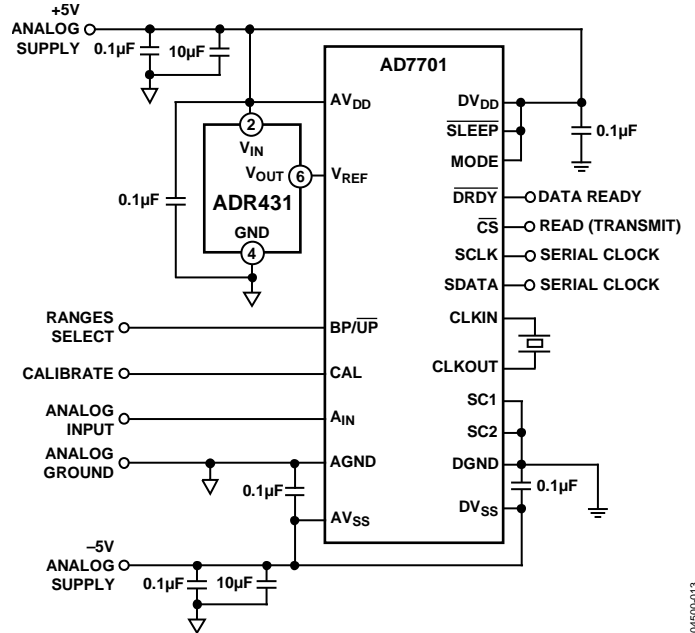 +5V
ANALOG
SUPPLY
0.1µF
10µF
AD7701
AVDD
DVDD
SLEEP
MODE
0.1µF
2
VIN
VOUT
6
VREF
ADR431
0.1µF
GND
4
DRDY
DATA READY
CS
READ (TRANSMIT)
SCLK
SERIAL CLOCK
SDATA
SERIAL CLOCK
RANGES
SELECT
BP/UP
CLKIN
CALIBRATE
CAL
CLKOUT
ANALOG
INPUT
AIN
SC1
SC2
ANALOG
GROUND
AGND
DGND
0.1µF
0.1µF
AVSS
DVSS
–5V
ANALOG
SUPPLY
0.1µF
10µF
04500-013